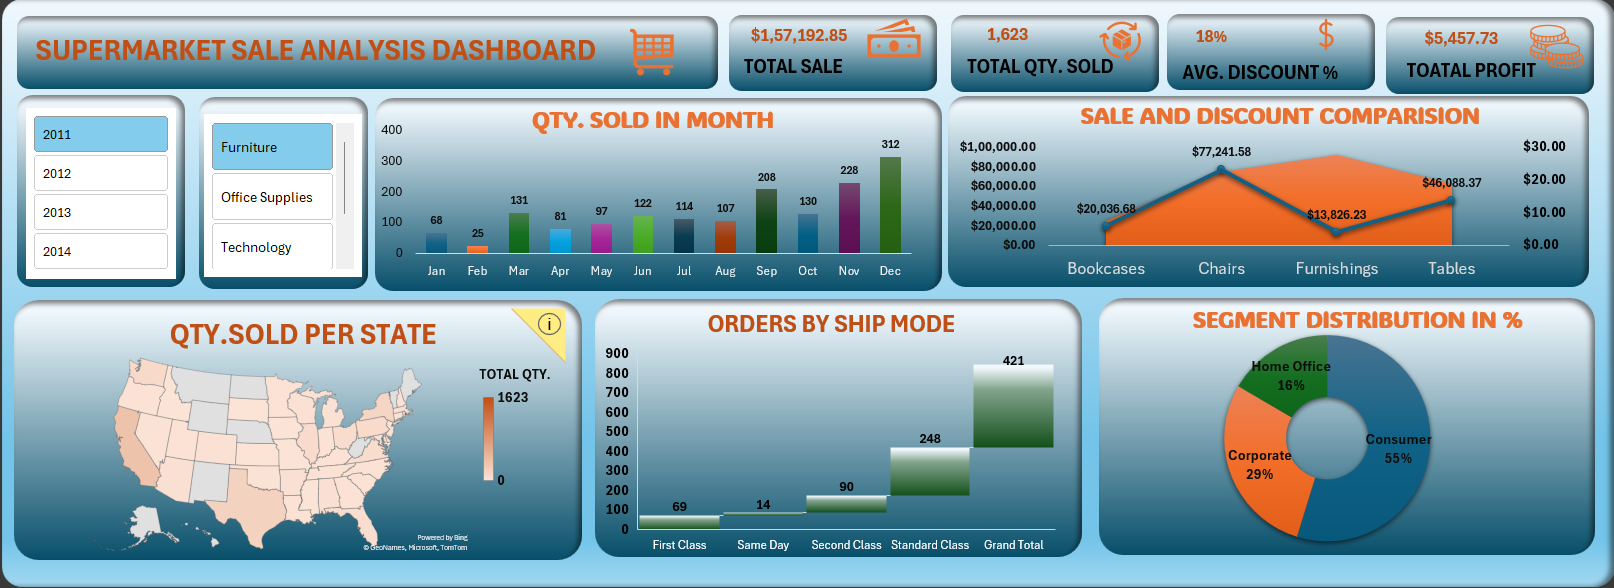 SUPERMARKET SALE ANALYSIS DASHBOARD
$1,57,192.85
TOTAL SALE
1,623
TOTAL QTY. SOLD
18%
AVG. DISCOUNT %
$5,457.73
TOATAL PROFIT
2011
2012
2013
2014
Furniture
Office Supplies
Technology
QTY. SOLD IN MONTH
400
300
200
100
0
68
25
131
81
97
122
114
107
208
130
228
312
Jan Feb Mar Apr May Jun Jul Aug Sep Oct Nov Dec
SALE AND DISCOUNT COMPARISION
$1,00,000.00
$80,000.00
$60,000.00
$40,000.00
$20,000.00
$0.00
$20,036.68
$77,241.58
$13,826.23
$46,088.37
$30.00
$20.00
$10.00
$0.00
Bookcases Chairs Furnishings Tables
QTY.SOLD PER STATE
i
TOTAL QTY.
1623
0
Powered by Bing
© GeoNames, Microsoft, TomTom
ORDERS BY SHIP MODE
900
800
700
600
500
400
300
200
100
0
69
14
90
248
421
First Class Same Day Second Class Standard Class Grand Total
SEGMENT DISTRIBUTION IN %
Home Office
16%
Consumer
55%
Corporate
29%